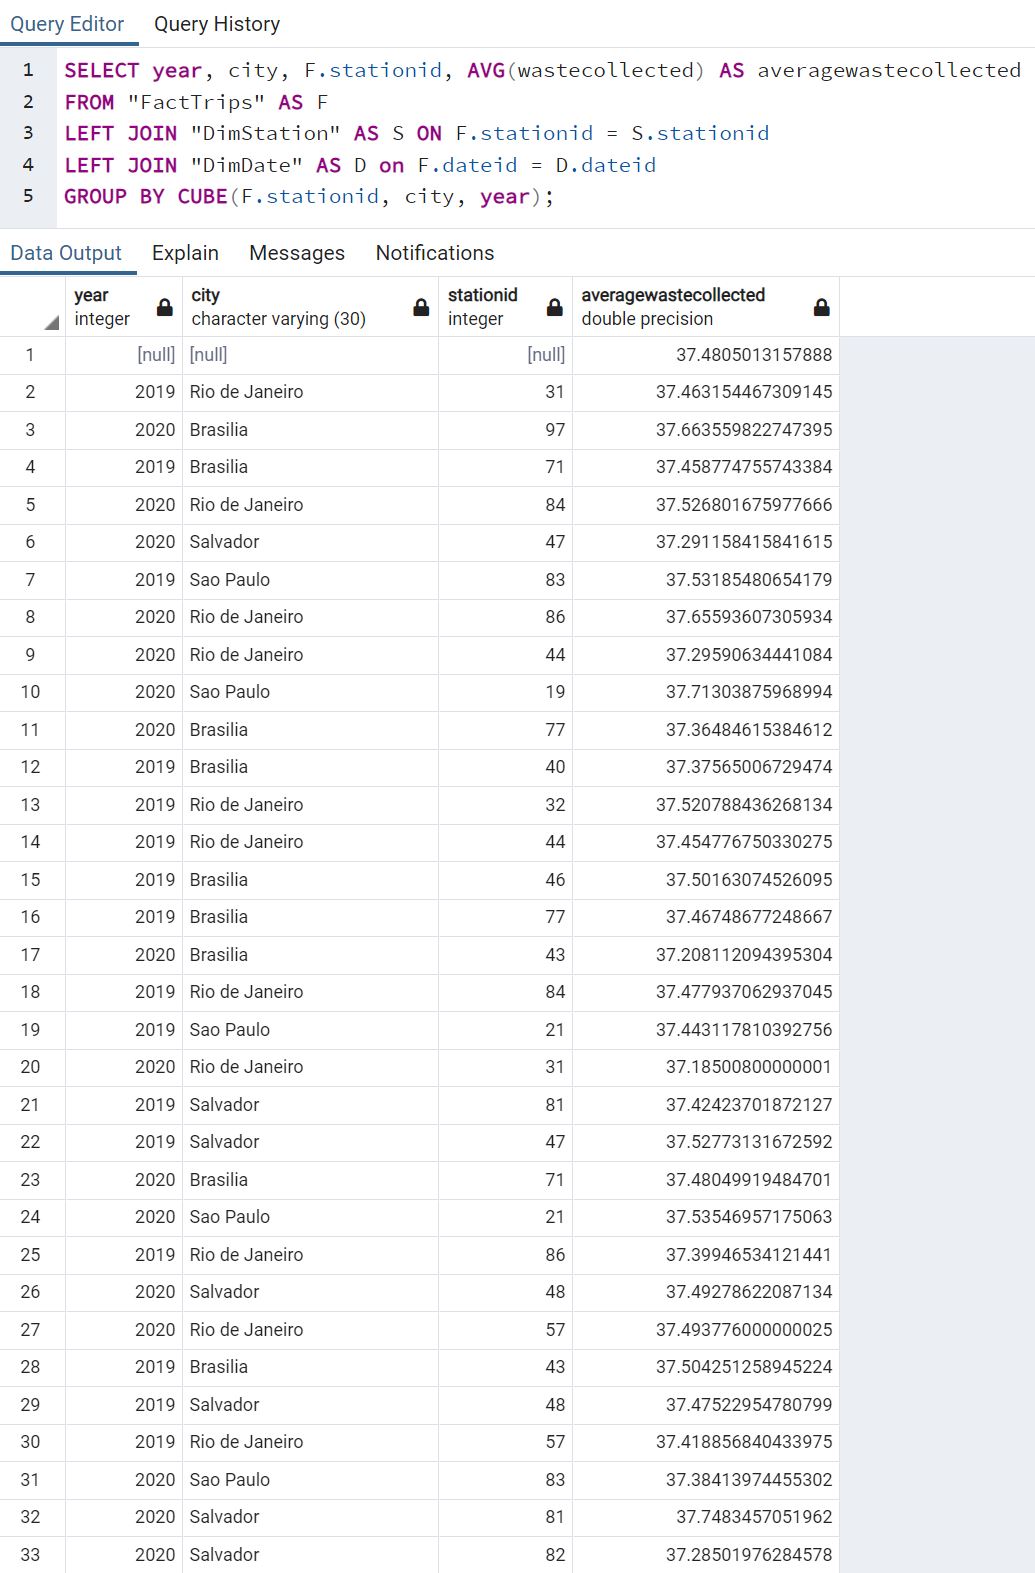 Query Editor Query History
1 SELECT year, city, F.stationid, AVG(wastecollected) AS averagewastecollected
2 FROM "FactTrips" AS F
3 LEFT JOIN "DimStation" AS S ON F.stationid = S.stationid
4 LEFT JOIN "DimDate" AS D on F.dateid = D.dateid
5 GROUP BY CUBE(F.stationid, city, year);
Data Output Explain Messages Notifications
year city stationid averagewastecollected
integer character varying (30) integer double precision
1 [null] [null] [null] 37.4805013157888
2 2019 Rio de Janeiro 31 37.463154467309145
3 2020 Brasilia 97 37.663559822747395
4 2019 Brasilia 71 37.458774755743384
5 2020 Rio de Janeiro 84 37.526801675977666
6 2020 Salvador 47 37.291158415841615
7 2019 Sao Paulo 83 37.53185480654179
8 2020 Rio de Janeiro 86 37.65593607305934
9 2020 Rio de Janeiro 44 37.29590634441084
10 2020 Sao Paulo 19 37.71303875968994
11 2020 Brasilia 77 37.36484615384612
12 2019 Brasilia 40 37.37565006729474
13 2019 Rio de Janeiro 32 37.520788436268134
14 2019 Rio de Janeiro 44 37.454776750330275
15 2019 Brasilia 46 37.50163074526095
16 2019 Brasilia 77 37.46748677248667
17 2020 Brasilia 43 37.208112094395304
18 2019 Rio de Janeiro 84 37.477937062937045
19 2019 Sao Paulo 21 37.443117810392756
20 2020 Rio de Janeiro 31 37.18500800000001
21 2019 Salvador 81 37.42423701872127
22 2019 Salvador 47 37.52773131672592
23 2020 Brasilia 71 37.48049919484701
24 2020 Sao Paulo 21 37.53546957175063
25 2019 Rio de Janeiro 86 37.39946534121441
26 2020 Salvador 48 37.49278622087134
27 2020 Rio de Janeiro 57 37.493776000000025
28 2019 Brasilia 43 37.504251258945224
29 2019 Salvador 48 37.47522954780799
30 2019 Rio de Janeiro 57 37.418856840433975
31 2020 Sao Paulo 83 37.38413974455302
32 2020 Salvador 81 37.7483457051962
33 2020 Salvador 82 37.28501976284578